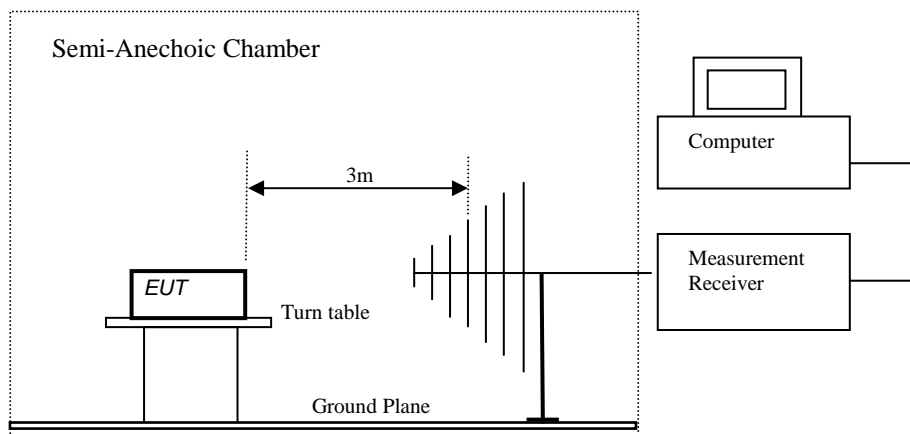 Semi-Anechoic Chamber
Computer
3m
Measurement
Receiver
EUT
Turn table
Ground Plane